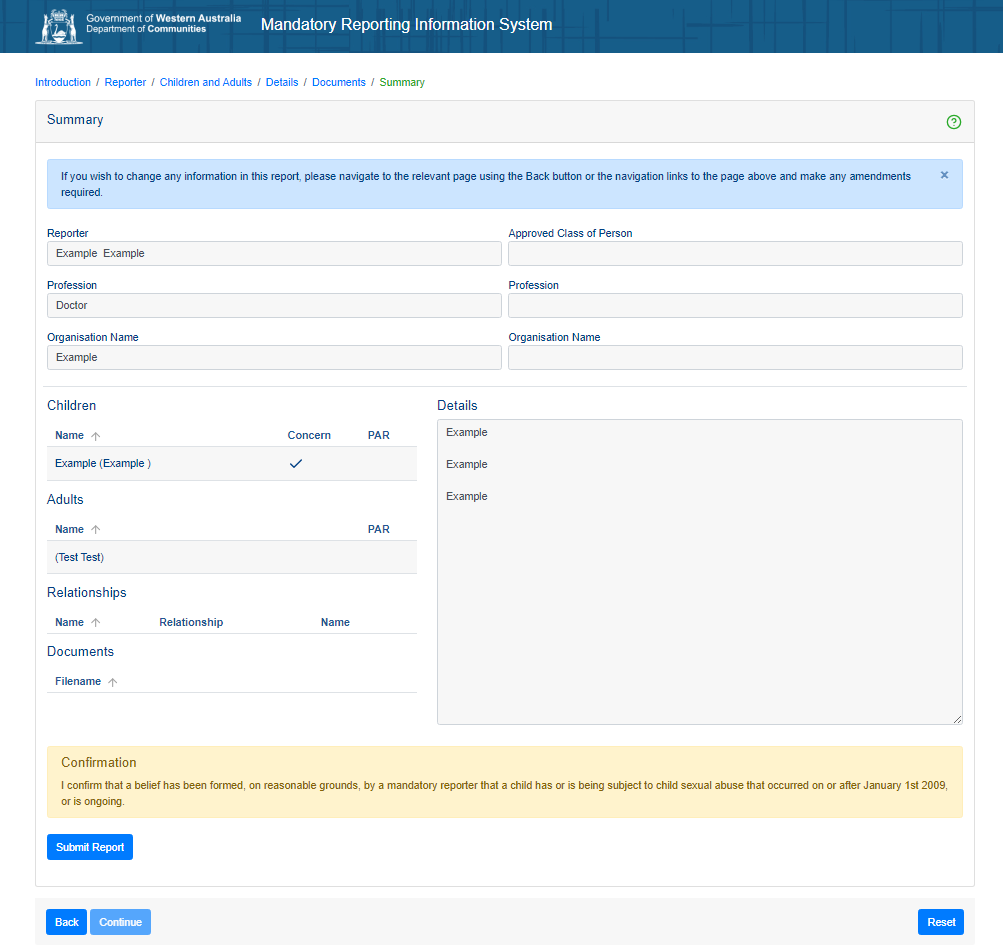 Government of Western Australia
Department of Communities
Mandatory Reporting Information System
Introduction / Reporter / Children and Adults / Details / Documents / Summary
Summary
?
If you wish to change any information in this report, please navigate to the relevant page using the Back button or the navigation links to the page above and make any amendments
required.
×
Reporter
Approved Class of Person
Example Example
Profession
Profession
Doctor
Organisation Name
Organisation Name
Example
Children
Name Concern PAR
Example (Example )
Adults
Name PAR
(Test Test)
Relationships
Name Relationship Name
Documents
Filename
Details
Example
Example
Example
Confirmation
I confirm that a belief has been formed, on reasonable grounds, by a mandatory reporter that a child has or is being subject to child sexual abuse that occurred on or after January 1st 2009,
or is ongoing.
Submit Report
Back Continue Reset